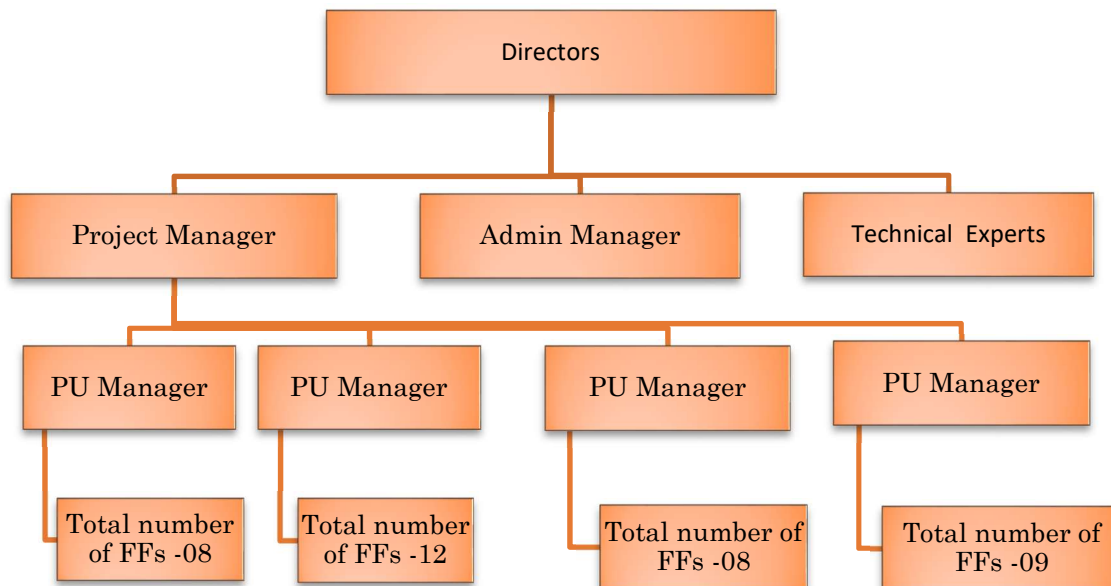 Directors
Project Manager
Admin Manager
Technical Experts
PU Manager
PU Manager
PU Manager
PU Manager
Total number
of FFs -08
Total number
of FFs -12
Total number of
FFs -08
Total number of
FFs -09